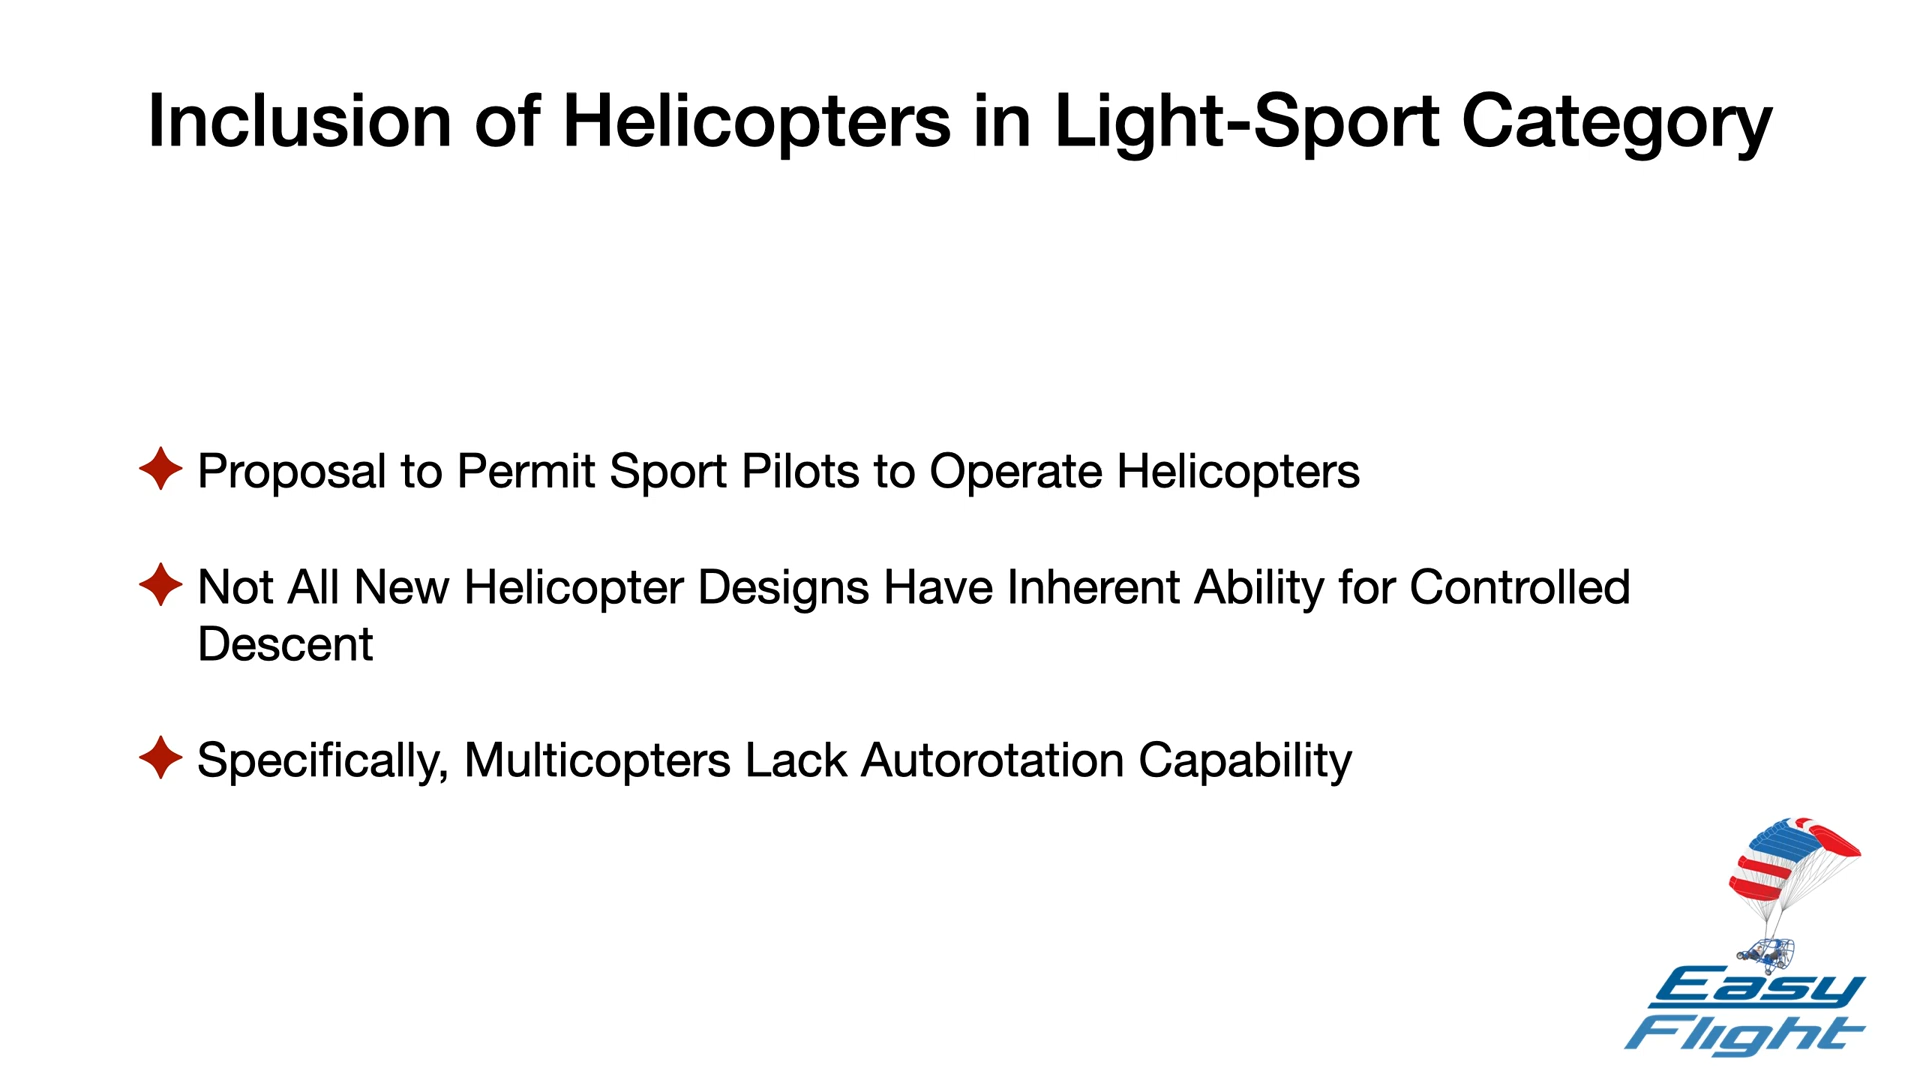 Inclusion of Helicopters in Light-Sport Category
Proposal to Permit Sport Pilots to Operate Helicopters
Not All New Helicopter Designs Have Inherent Ability for Controlled
Descent
Specifically, Multicopters Lack Autorotation Capability
Easy
Flight